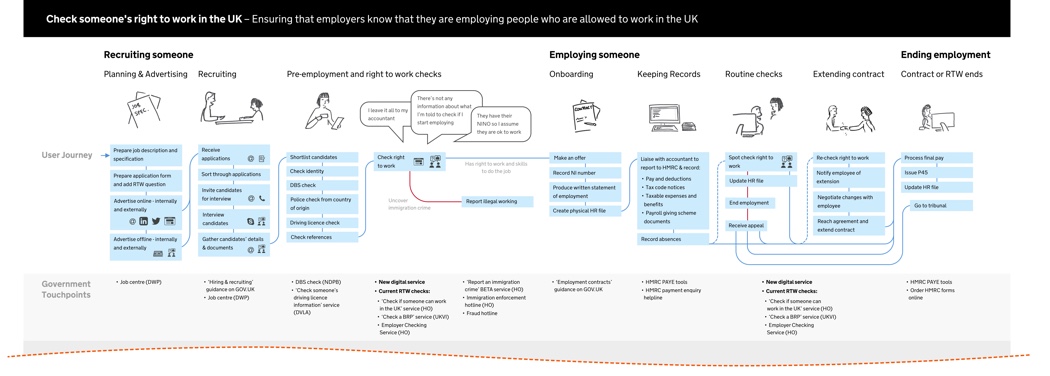 Check someone's right to work in the UK – Ensuring that employers know that they are employing people who are allowed to work in the UK
Recruiting someone
Employing someone
Ending employment
Planning & Advertising
Recruiting
Pre-employment and right to work checks
Onboarding
Keeping Records
Routine checks
Extending contract
Contract or RTW ends
JOB
SPEC.
I leave it all to my
accountant
There's not any
information about what
I'm told to check if I
start employing
They have their
NINO so I assume
they are ok to work
CONTRACT
User Journey
Prepare job description and
specification
Prepare application form
and add RTW question
Advertise online - internally
and externally
Advertise offline - internally
and externally
Receive
applications
Sort through applications
Invite candidates
for interview
Interview
candidates
Gather candidates' details
& documents
Shortlist candidates
Check identity
DBS check
Police check from country
of origin
Driving licence check
Check references
Check right
to work
Has right to work and skills
to do the job
Uncover
immigration crime
Report illegal working
Make an offer
Record NI number
Produce written statement
of employment
Create physical HR file
Liaise with accountant to
report to HMRC & record:
• Pay and deductions
• Tax code notices
• Taxable expenses and
benefits
• Payroll giving scheme
documents
Record absences
Spot check right to
work
Update HR file
End employment
Receive appeal
Re-check right to work
Notify employee of
extension
Negotiate changes with
employee
Reach agreement and
extend contract
Process final pay
Issue P45
Update HR file
Go to tribunal
Government
Touchpoints
• Job centre (DWP)
• 'Hiring & recruiting'
guidance on GOV.UK
• Job centre (DWP)
• DBS check (NDPB)
• 'Check someone's
driving licence
information' service
(DVLA)
• New digital service
• Current RTW checks:
• 'Check if someone can work
in the UK' service (HO)
• 'Check a BRP' service (UKVI)
• Employer Checking
Service (HO)
• 'Report an immigration
crime' BETA service (HO)
• Immigration enforcement
hotline (HO)
• Fraud hotline
• 'Employment contracts'
guidance on GOV.UK
• HMRC PAYE tools
• HMRC payment enquiry
helpline
• New digital service
• Current RTW checks:
• 'Check if someone can
work in the UK' service (HO)
• 'Check a BRP' service (UKVI)
• Employer Checking
Service (HO)
• HMRC PAYE tools
• Order HMRC forms
online